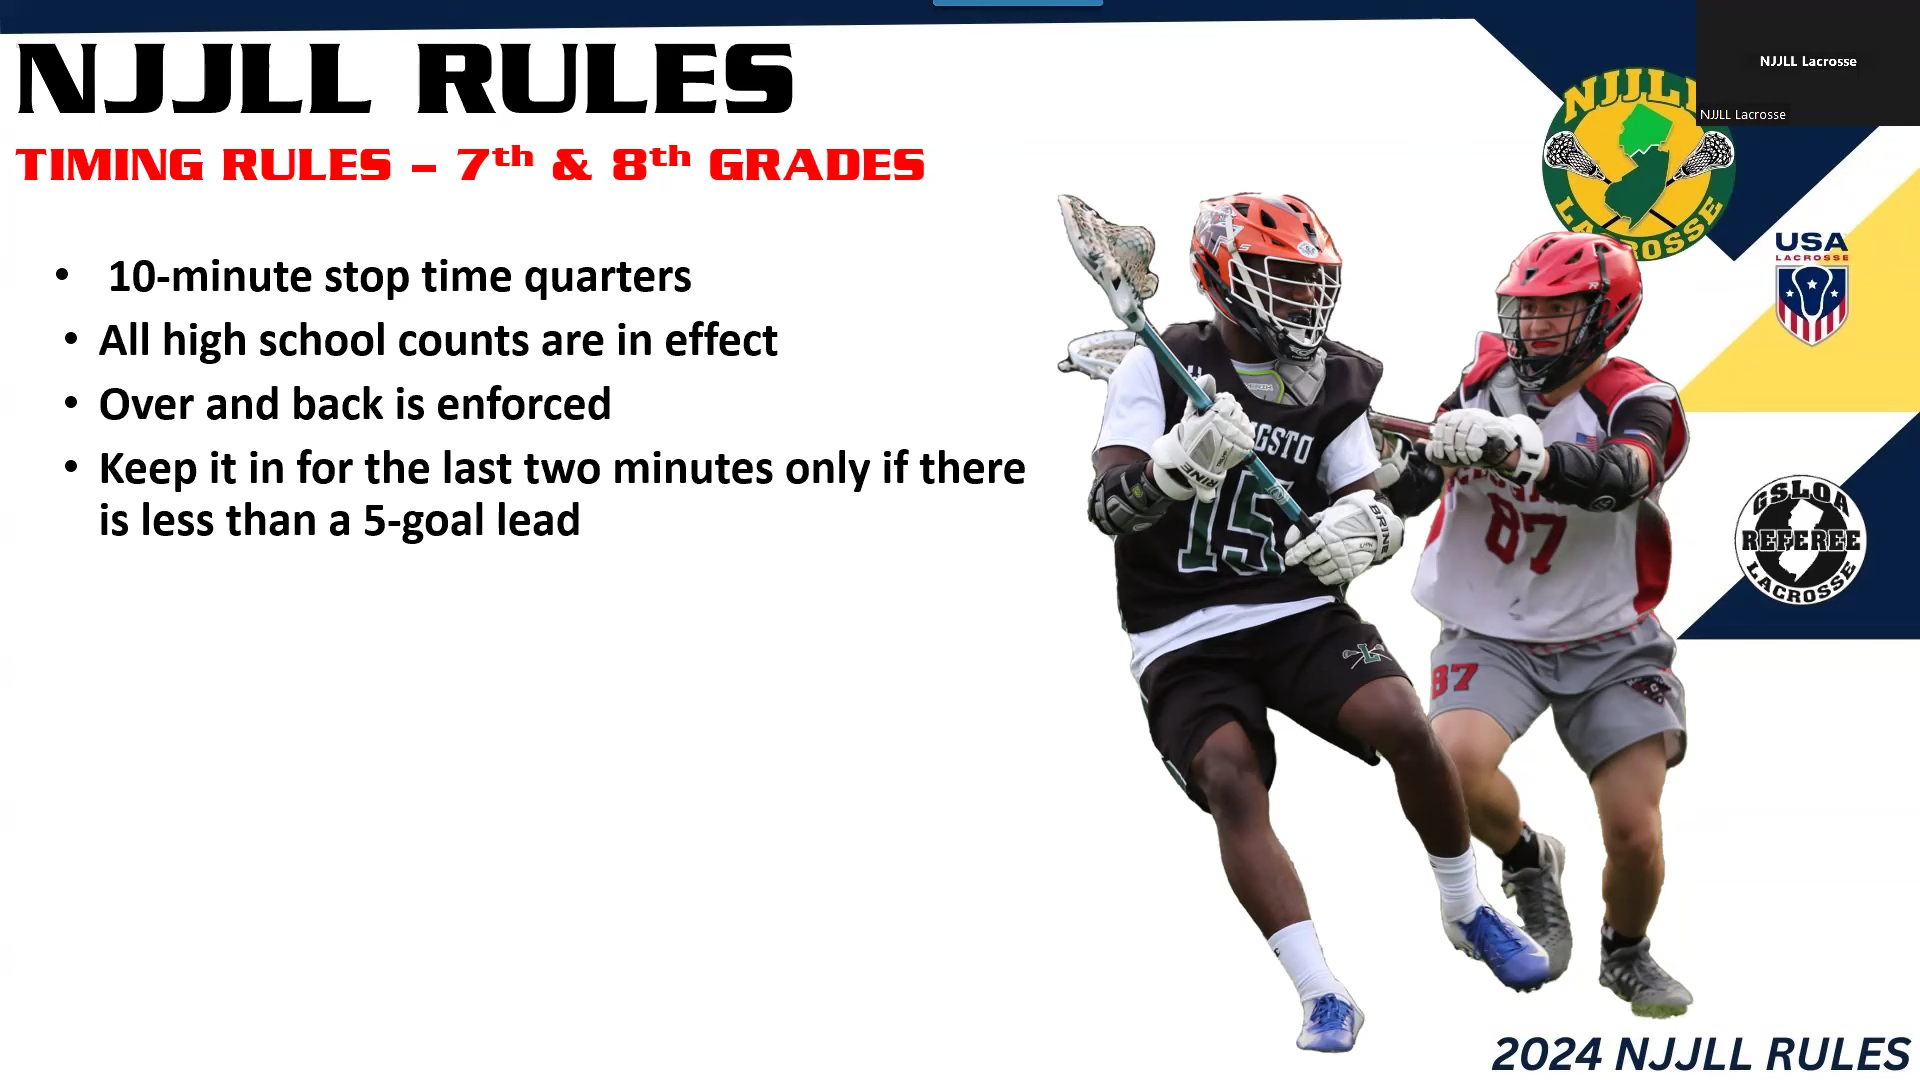 NJJLL RULES
TIMING RULES – 7th & 8th GRADES
• 10-minute stop time quarters
• All high school counts are in effect
• Over and back is enforced
• Keep it in for the last two minutes only if there
is less than a 5-goal lead
NJJLL Lacrosse
NJJLL Lacrosse
USA
LACROSSE
GSLOA
REFEREE
LACROSSE
15
87
87
L
BRINE
2024 NJJLL RULES